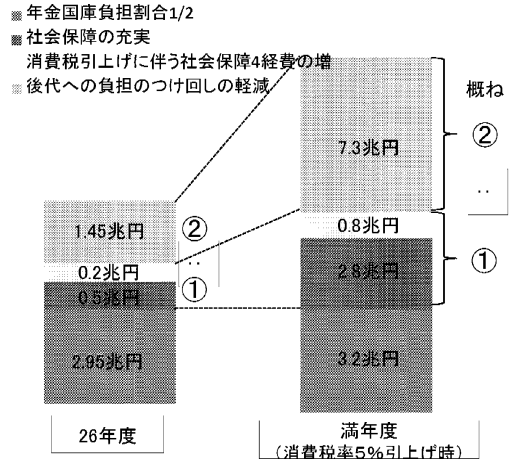 年金国庫負担割合1/2
社会保障の充実
消費税引上げに伴う社会保障4経費の増
後代への負担のつけ回しの軽減
概ね
7.3兆円
②
‥
1.45兆円
②
0.8兆円
‥
0.2兆円
2.8兆円
①
0.5兆円
①
2.95兆円
3.2兆円
26年度
満年度
(消費税率5%引上げ時)